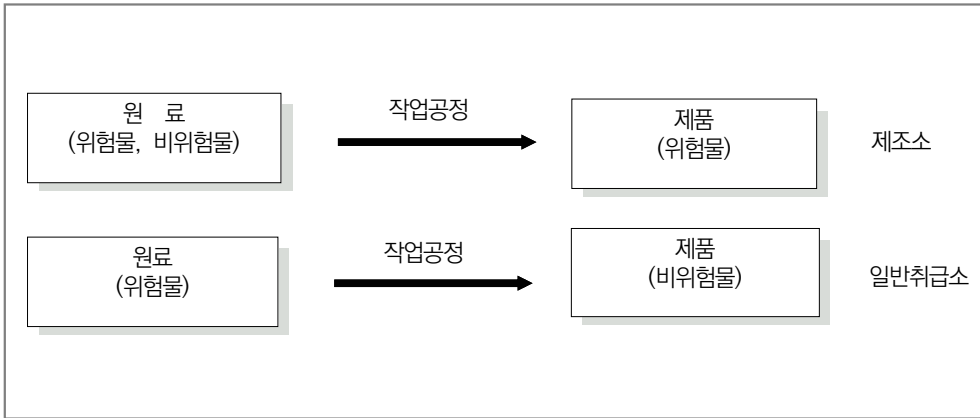 원 료
(위험물, 비위험물)
작업공정
제품
(위험물)
제조소
원료
(위험물)
작업공정
제품
(비위험물)
일반취급소